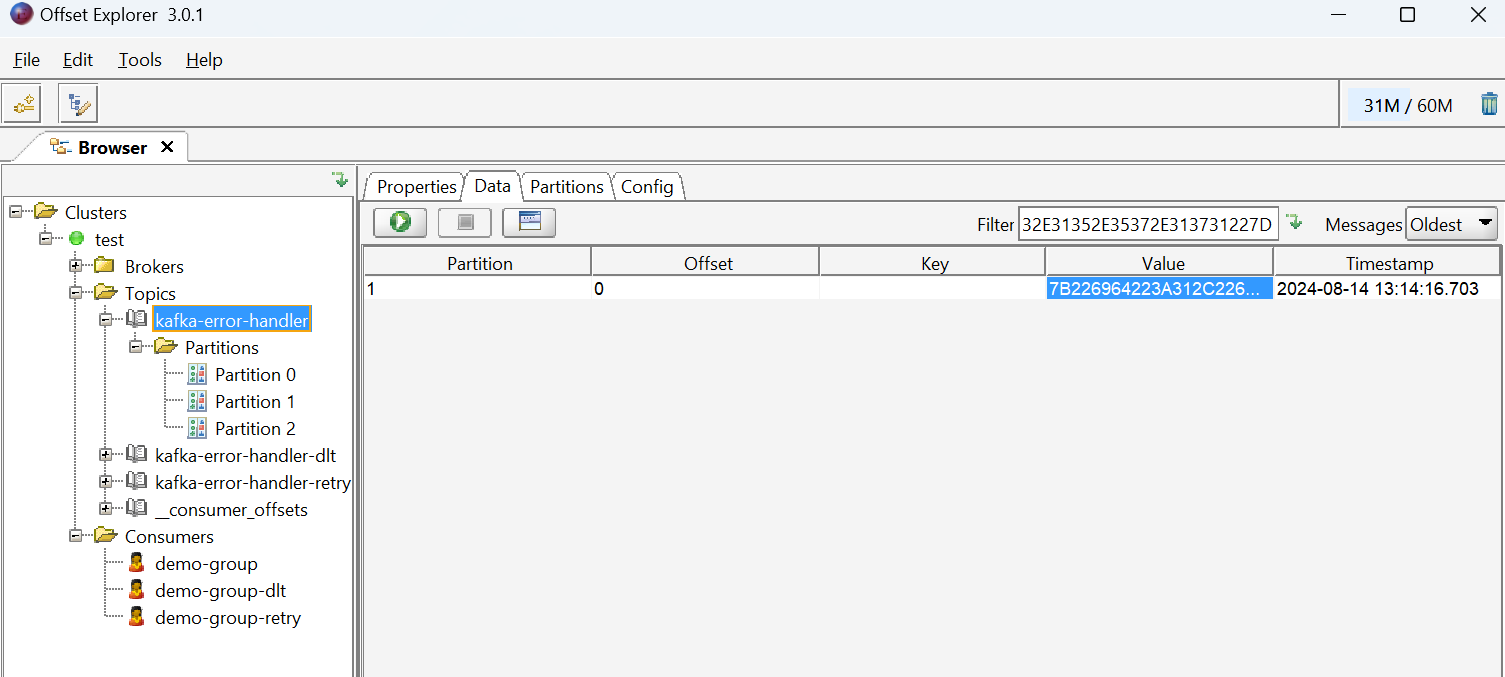 Offset Explorer 3.0.1
File Edit Tools Help
31M / 60M
Browser
Properties Data Partitions Config
Filter 32E31352E35372E313731227D Messages Oldest
Partition Offset Key Value Timestamp
1 0 7B226964223A312C226... 2024-08-14 13:14:16.703
Clusters
test
Brokers
Topics
kafka-error-handler
Partitions
Partition 0
Partition 1
Partition 2
kafka-error-handler-dlt
kafka-error-handler-retry
__consumer_offsets
Consumers
demo-group
demo-group-dlt
demo-group-retry